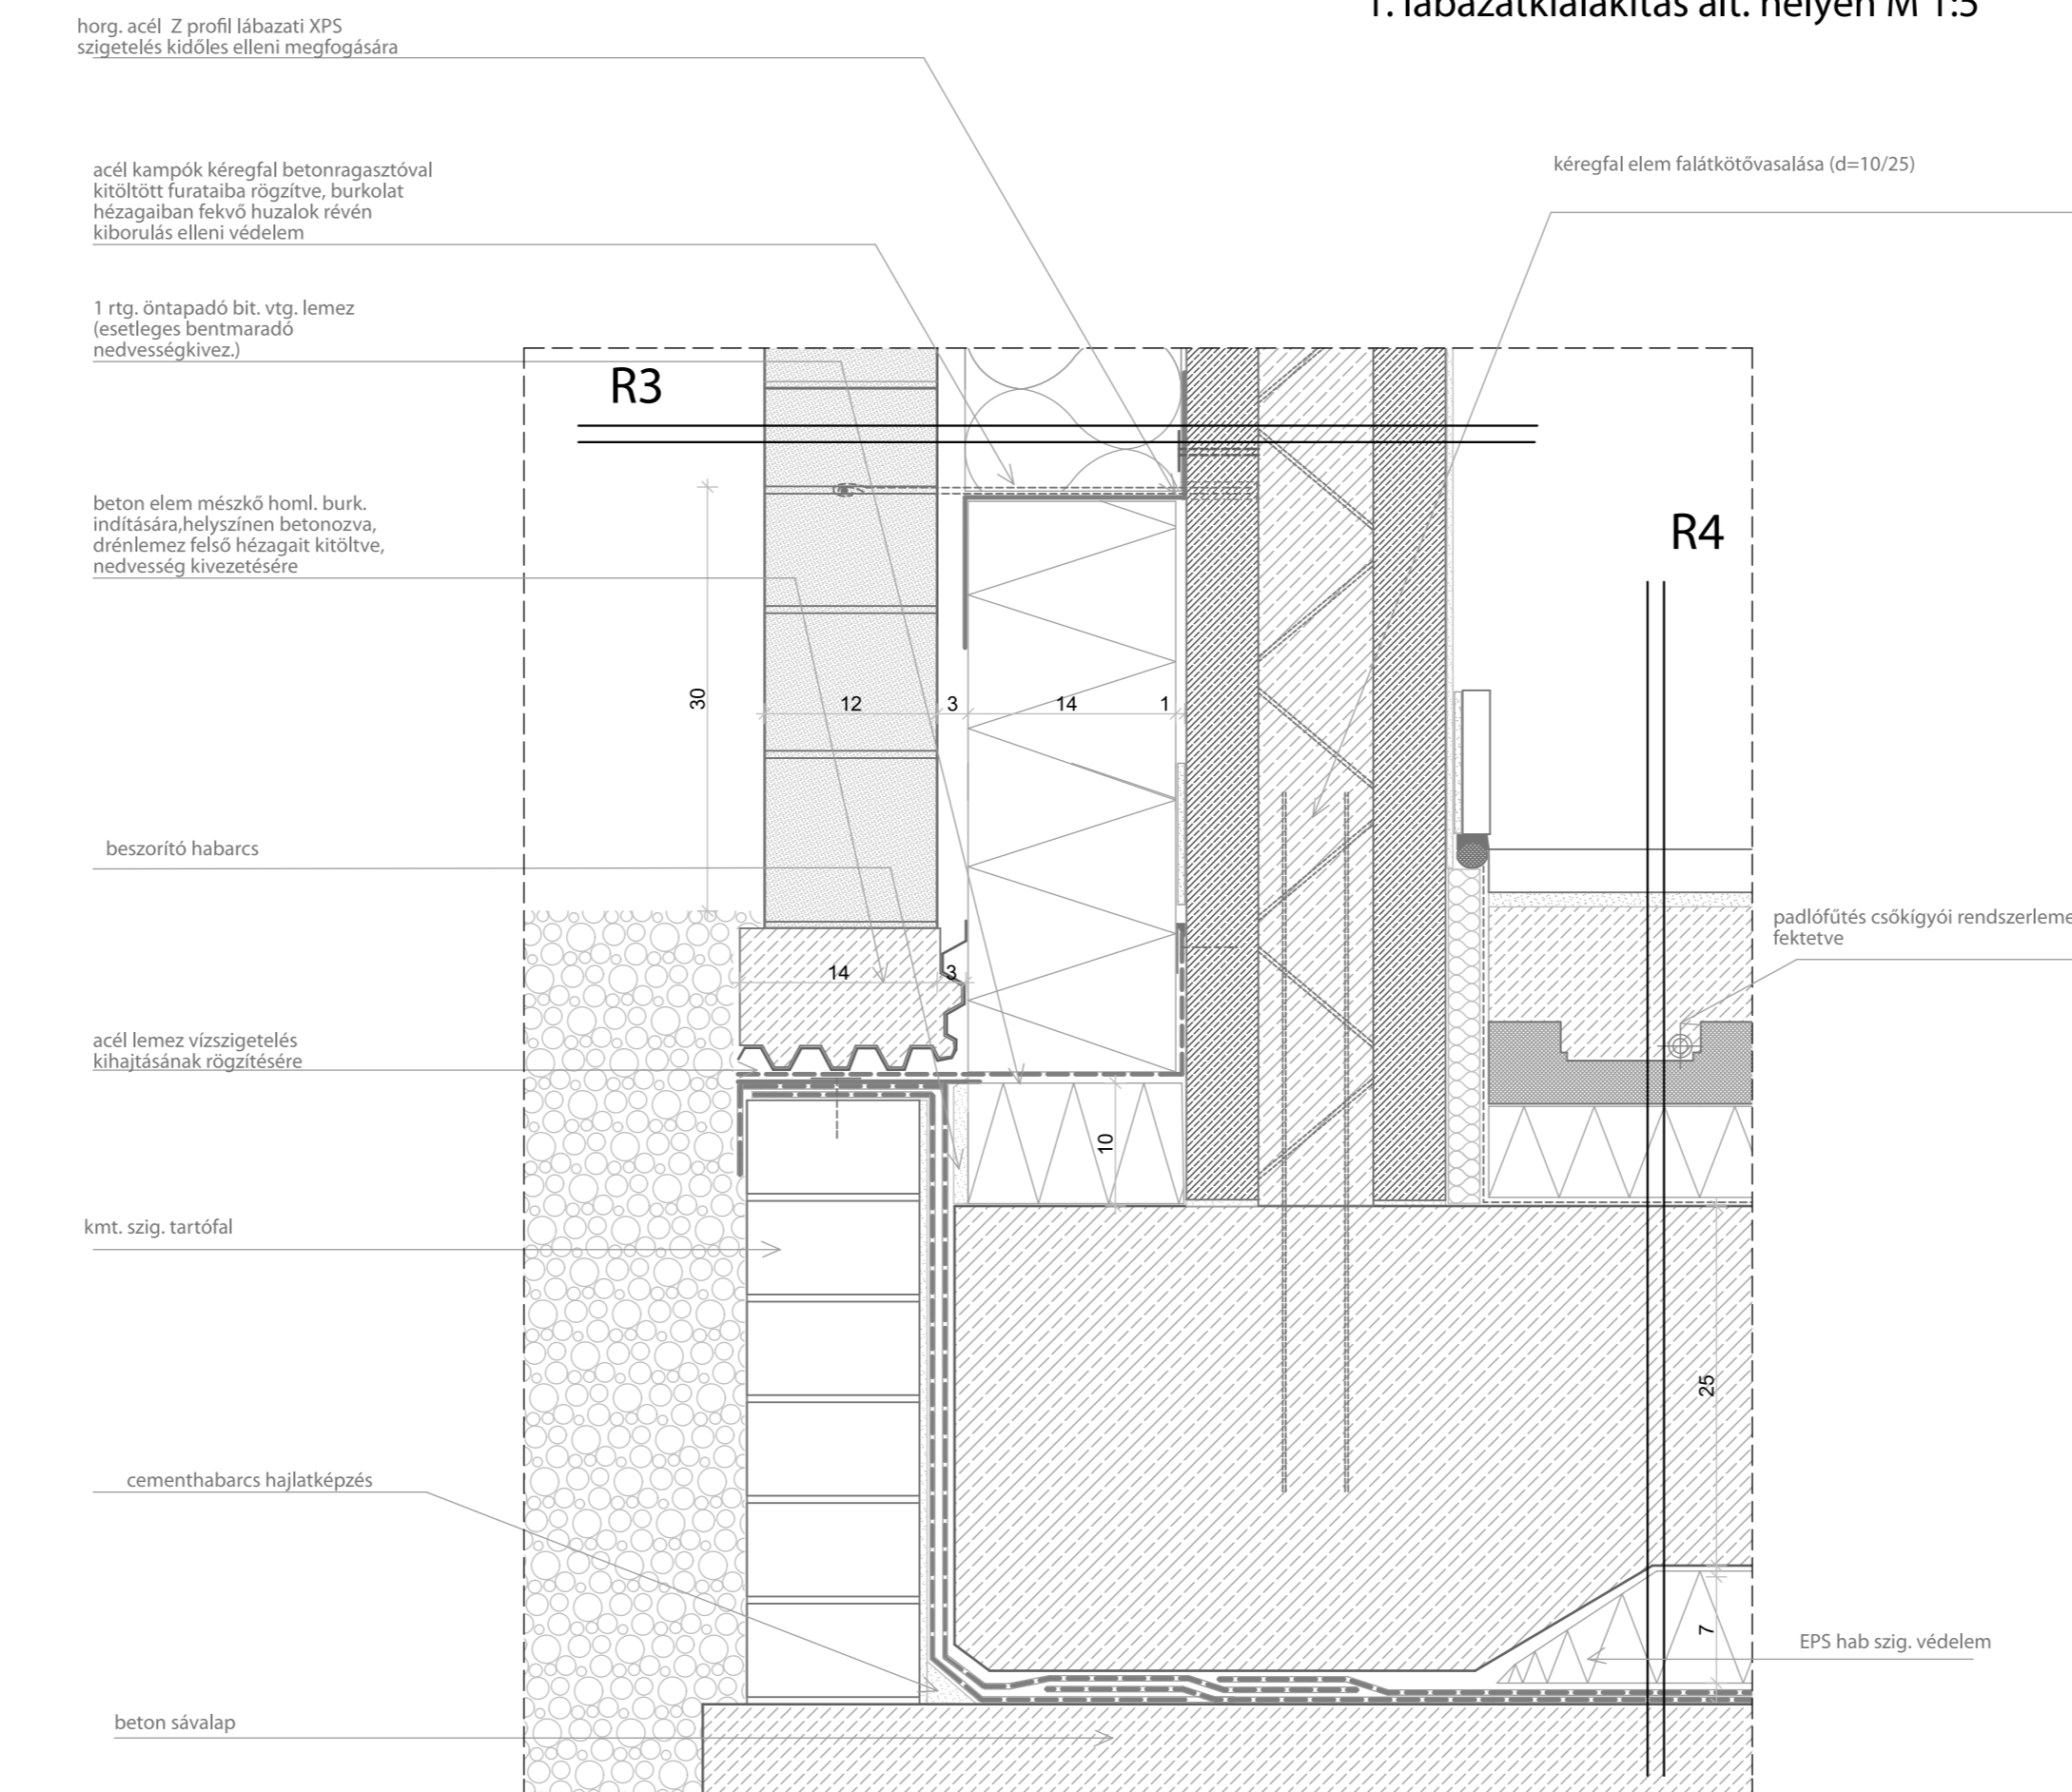 1. lábazatkialakítás ált. helyen M 1:5
horg. acél Z profil lábazati XPS
szigetelés kidőles elleni megfogására
acél kampók kéregfal betonragasztóval
kitöltött furataiba rögzítve, burkolat
hézagaiban fekvő huzalok révén
kiborulás elleni védelem
kéregfal elem falátkötővasalása (d=10/25)
1 rtg. öntapadó bit. vtg. lemez
(esetleges bentmaradó
nedvességkivez.)
R3
beton elem mészkő homl. burk.
indítására,helyszínen betonozva,
drénlemez felső hézagait kitöltve,
nedvesség kivezetésére
R4
30
12
3
14
1
beszorító habarcs
padlófűtés csőkígyói rendszerleme
fektetve
14
3
acél lemez vízszigetelés
kihajtásának rögzítésére
10
kmt. szig. tartófal
25
cementhabarcs hajlatképzés
7
EPS hab szig. védelem
beton sávalap